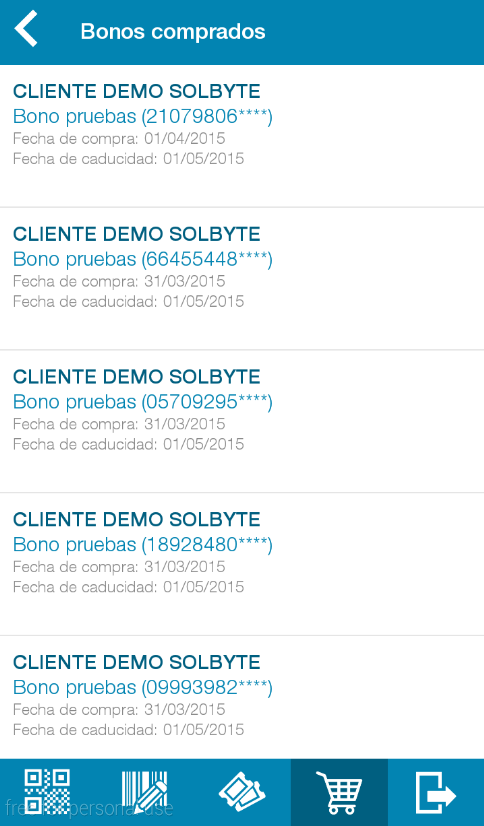 Bonos comprados
CLIENTE DEMO SOLBYTE
Bono pruebas (21079806****)
Fecha de compra: 01/04/2015
Fecha de caducidad: 01/05/2015
CLIENTE DEMO SOLBYTE
Bono pruebas (66455448****)
Fecha de compra: 31/03/2015
Fecha de caducidad: 01/05/2015
CLIENTE DEMO SOLBYTE
Bono pruebas (05709295****)
Fecha de compra: 31/03/2015
Fecha de caducidad: 01/05/2015
CLIENTE DEMO SOLBYTE
Bono pruebas (18928480****)
Fecha de compra: 31/03/2015
Fecha de caducidad: 01/05/2015
CLIENTE DEMO SOLBYTE
Bono pruebas (09993982****)
Fecha de compra: 31/03/2015
Fecha de caducidad: 01/05/2015